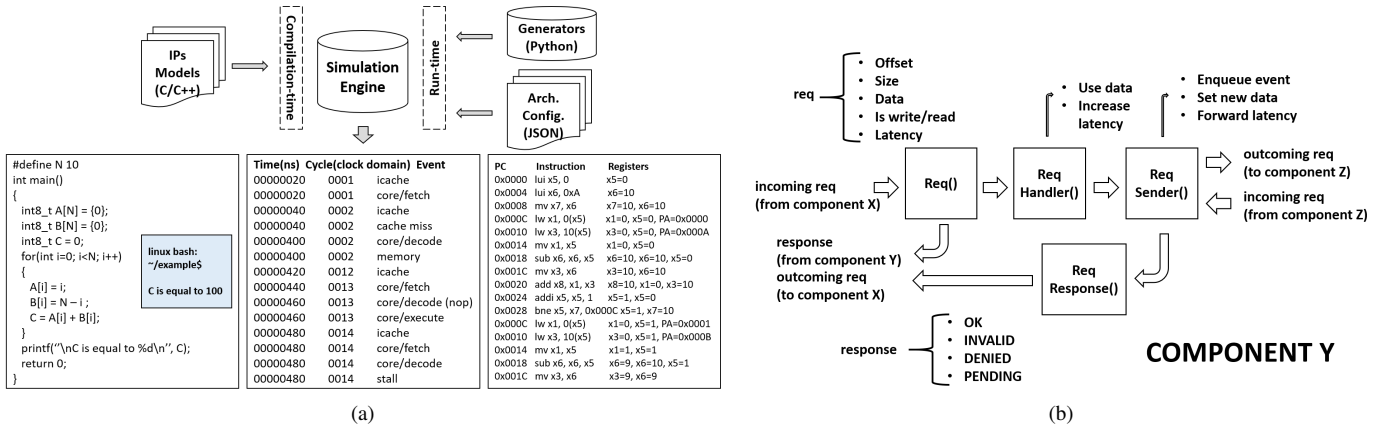 IPs
Models
(C/C++)
Compilation-time
Simulation
Engine
Run-time
Generators
(Python)
Arch.
Config.
(JSON)
#define N 10
int main()
{
int8_t A[N] = {0};
int8_t B[N] = {0};
int8_t C = 0;
for(int i=0; i<N; i++)
{
A[i] = i;
B[i] = N – i ;
C = A[i] + B[i];
}
printf("\nC is equal to %d\n", C);
return 0;
}
linux bash:
~/example$
C is equal to 100
Time(ns) Cycle(clock domain) Event
00000020 0001 icache
00000020 0001 core/fetch
00000040 0002 icache
00000040 0002 cache miss
00000400 0002 core/decode
00000400 0002 memory
00000420 0012 icache
00000440 0013 core/fetch
00000460 0013 core/decode (nop)
00000460 0013 core/execute
00000480 0014 icache
00000480 0014 core/fetch
00000480 0014 core/decode
00000480 0014 stall
PC Instruction Registers
0x0000 lui x5, 0 x5=0
0x0004 lui x6, 0xA x6=10
0x0008 mv x7, x6 x7=10, x6=10
0x000C lw x1, 0(x5) x1=0, x5=0, PA=0x0000
0x0010 lw x3, 10(x5) x3=0, x5=0, PA=0x000A
0x0014 mv x1, x5 x1=0, x5=0
0x0018 sub x6, x6, x5 x6=10, x6=10, x5=0
0x001C mv x3, x6 x3=10, x6=10
0x0020 add x8, x1, x3 x8=10, x1=0, x3=10
0x0024 addi x5, x5, 1 x5=1, x5=0
0x0028 bne x5, x7, 0x000C x5=1, x7=10
0x000C lw x1, 0(x5) x1=0, x5=1, PA=0x0001
0x0010 lw x3, 10(x5) x3=0, x5=1, PA=0x000B
0x0014 mv x1, x5 x1=1, x5=1
0x0018 sub x6, x6, x5 x6=9, x6=10, x5=1
0x001C mv x3, x6 x3=9, x6=9
(a)
req
• Offset
• Size
• Data
• Is write/read
• Latency
• Use data
• Increase
latency
• Enqueue event
• Set new data
• Forward latency
incoming req
(from component X)
Req()
Req
Handler()
Req
Sender()
outcoming req
(to component Z)
incoming req
(from component Z)
response
(from component Y)
outcoming req
(to component X)
Req
Response()
response
• OK
• INVALID
• DENIED
• PENDING
COMPONENT Y
(b)